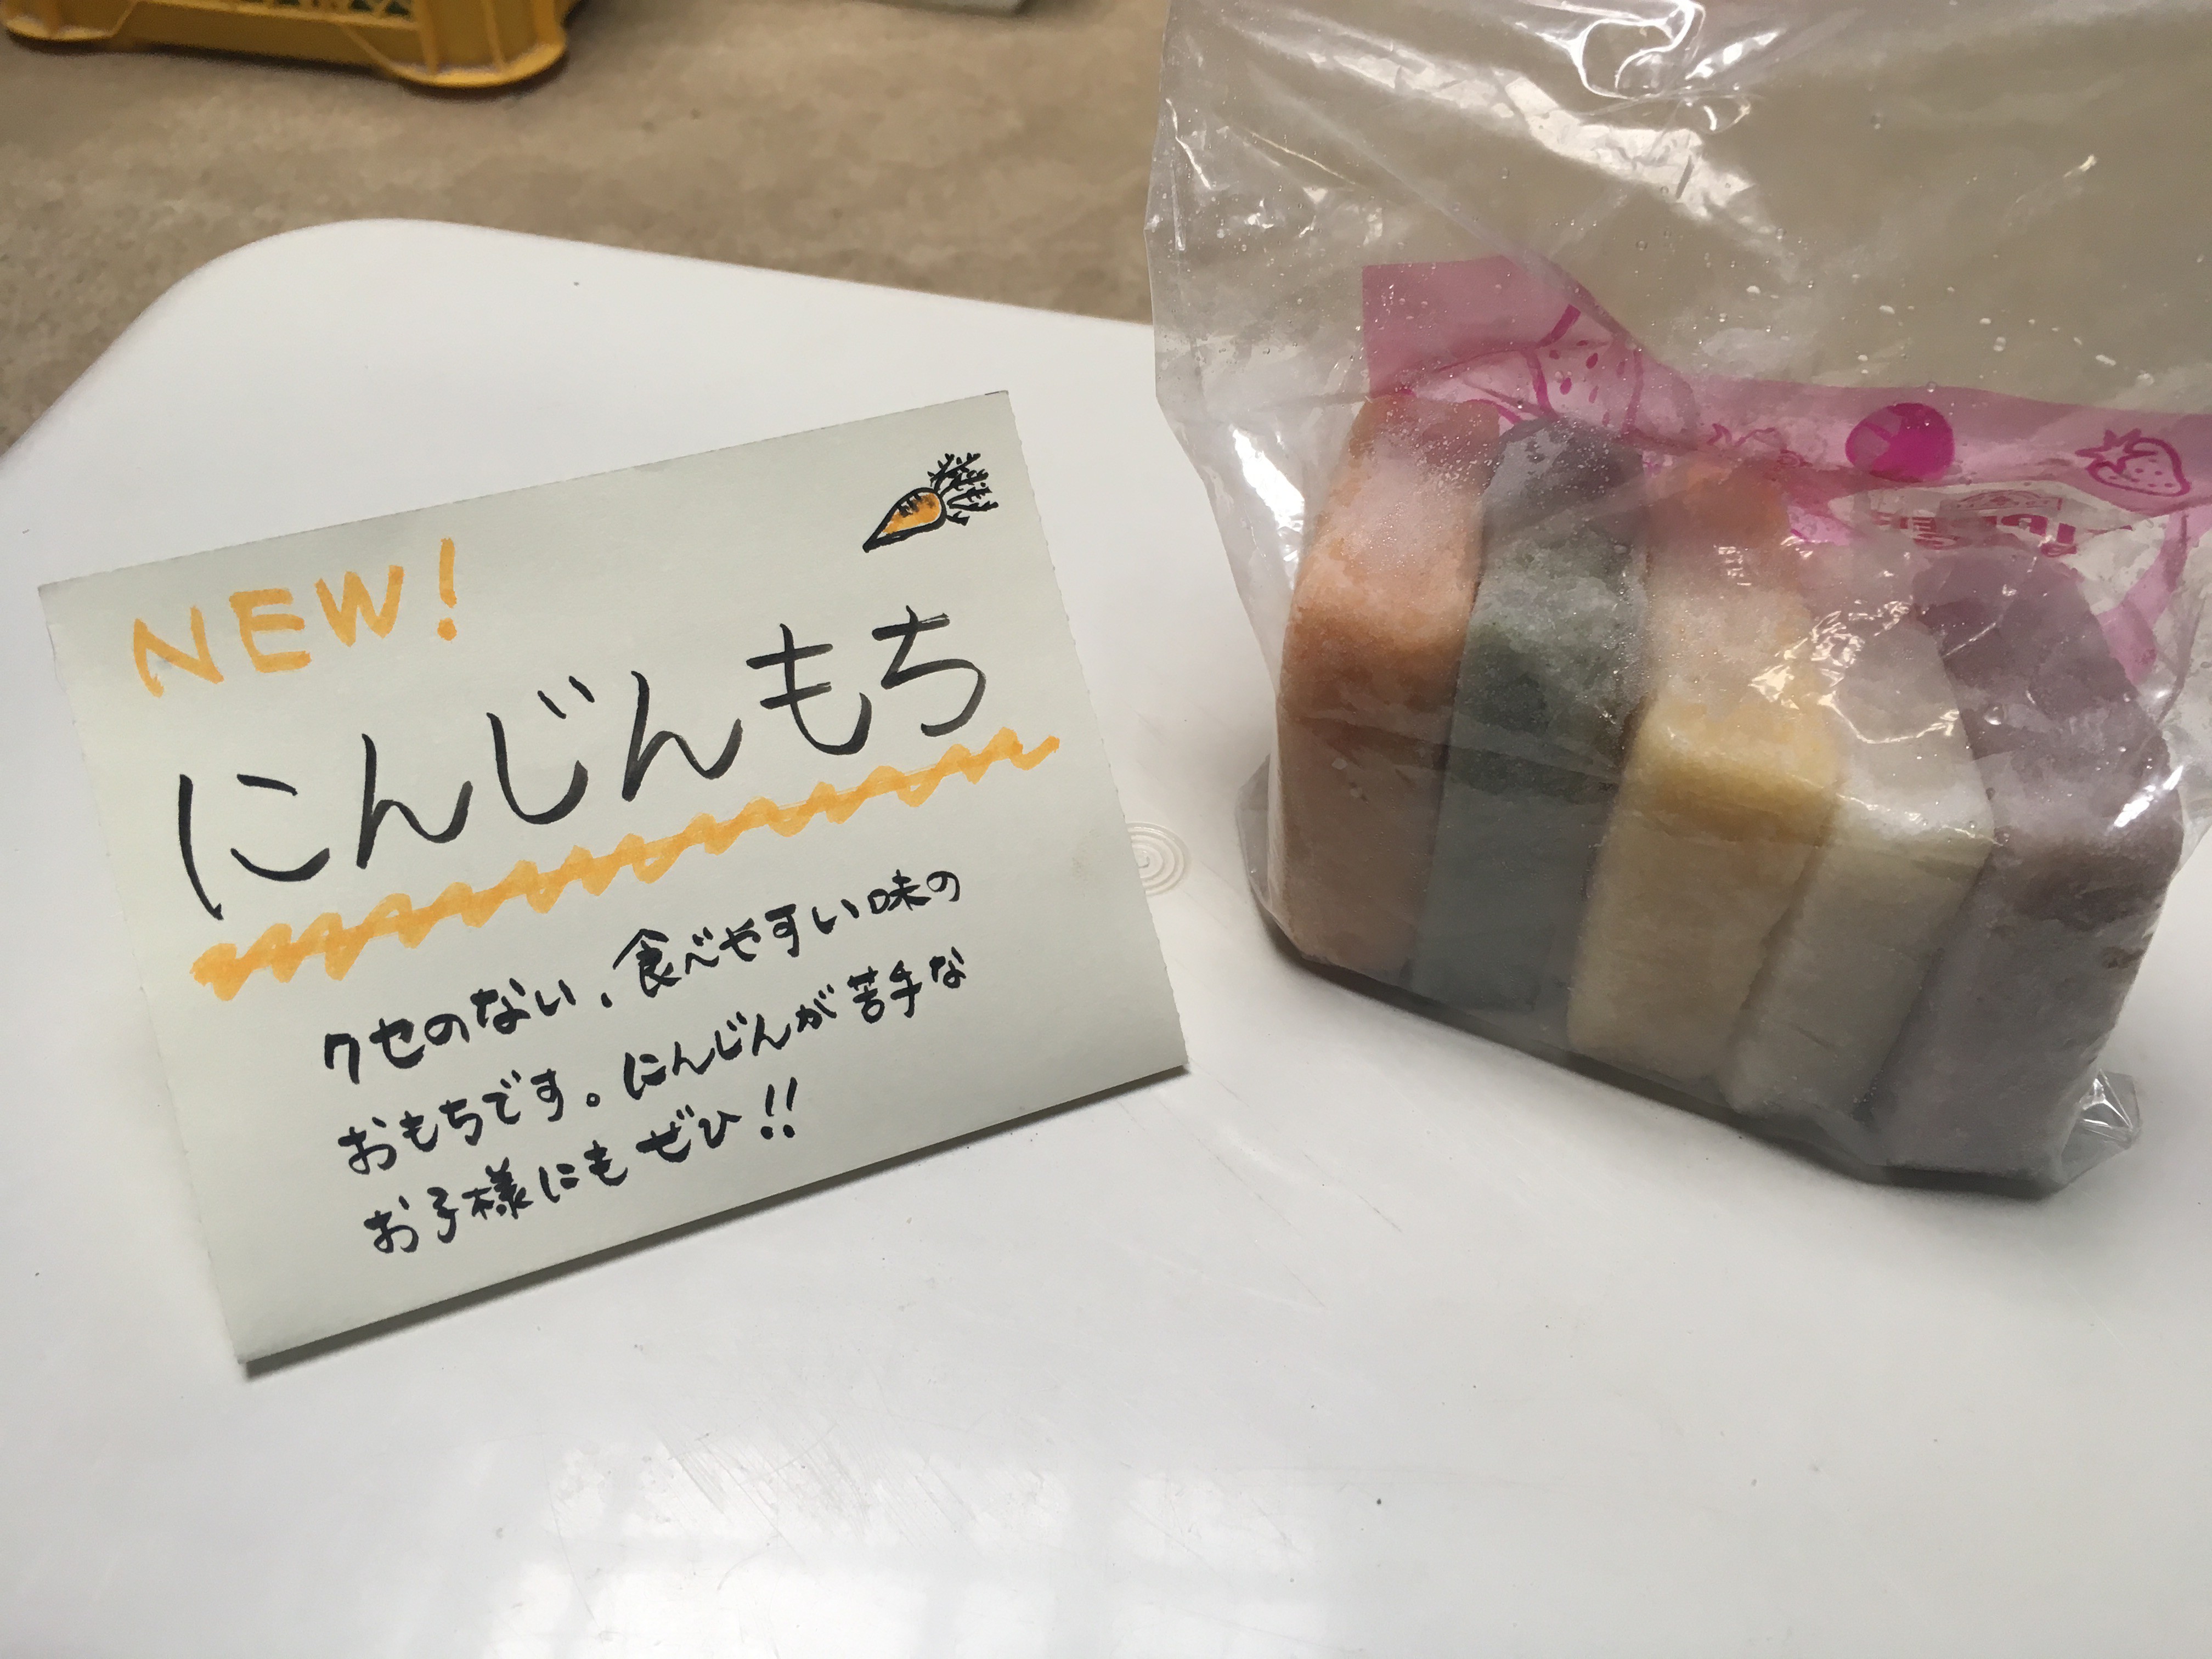 NEW!
にんじんもち
クセのない、食べやすい味の
おもちです。にんじんが苦手な
お子様にもぜひ!!